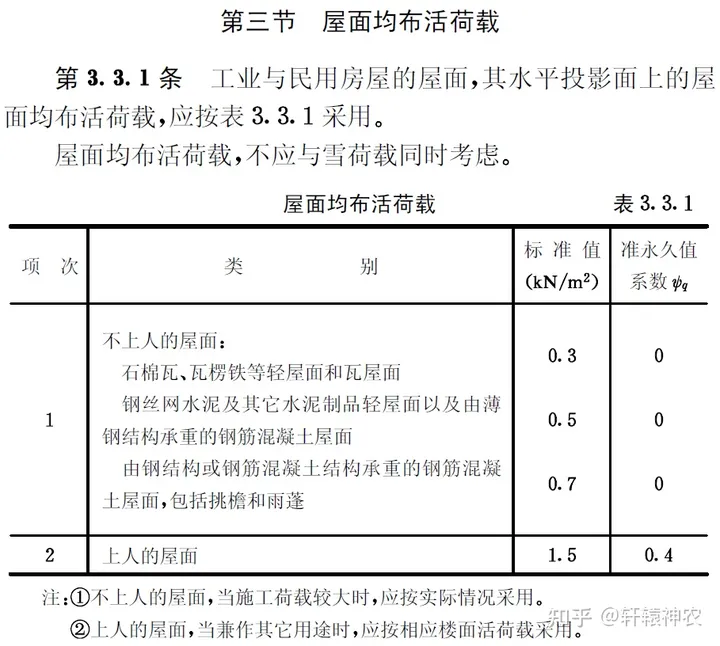 第三节　屋面均布活荷载
第3.3.1条　工业与民用房屋的屋面,其水平投影面上的屋
面均布活荷载,应按表3.3.1采用。
屋面均布活荷载,不应与雪荷载同时考虑。
屋面均布活荷载　表3.3.1
项 次　类 别　标 准 值 (kN/m²)　准永久值 系数ψq
1
不上人的屋面:
石棉瓦、瓦楞铁等轻屋面和瓦屋面　0.3　0
钢丝网水泥及其它水泥制品轻屋面以及由薄
钢结构承重的钢筋混凝土屋面　0.5　0
由钢结构或钢筋混凝土结构承重的钢筋混凝
土屋面,包括挑檐和雨蓬　0.7　0
2　上人的屋面　1.5　0.4
注:①不上人的屋面,当施工荷载较大时,应按实际情况采用。
②上人的屋面,当兼作其它用途时,应按相应楼面活荷载采用。
知乎 @轩辕神农